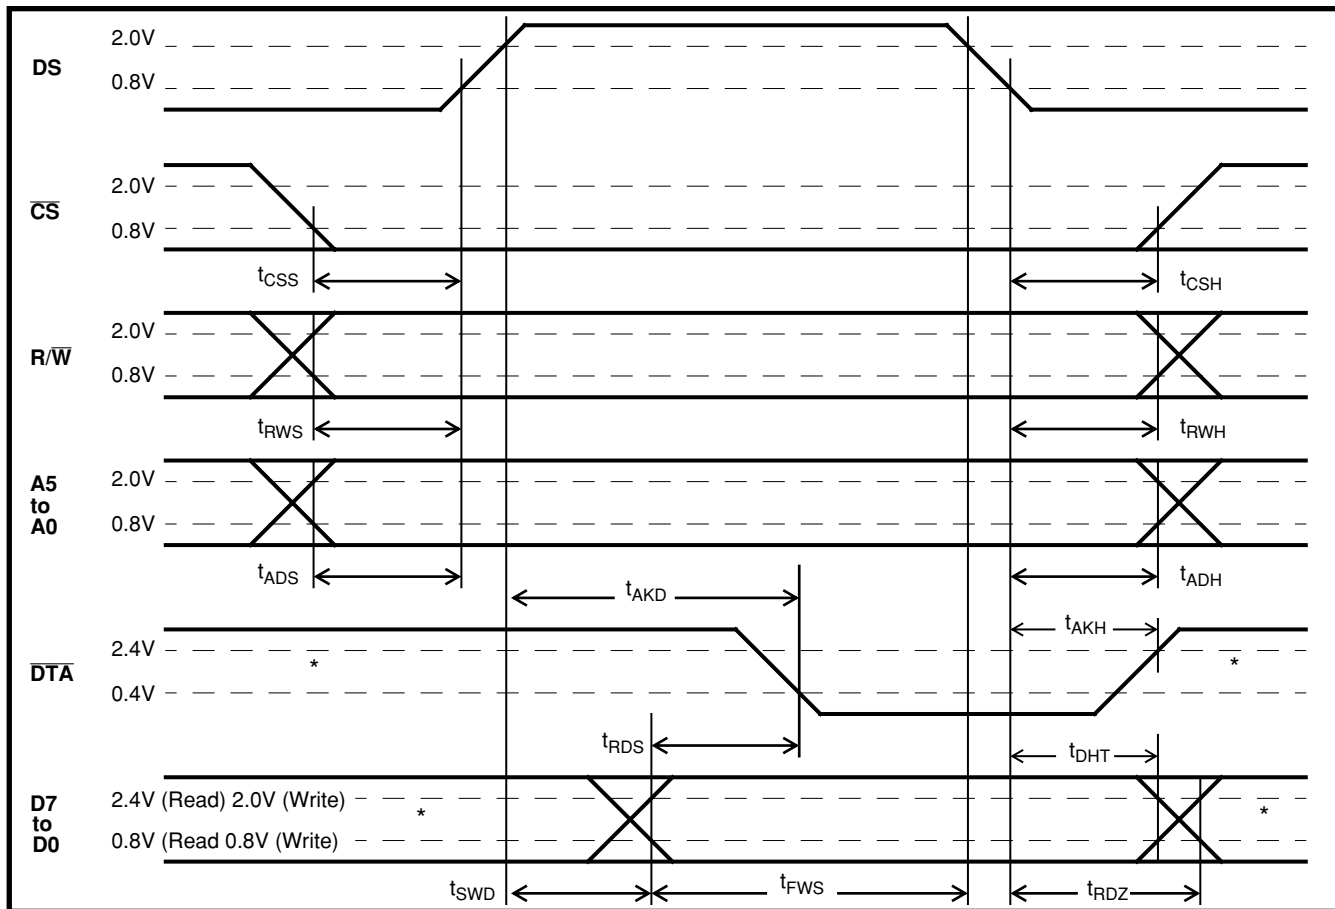 2.0V
DS
0.8V
2.0V
CS
0.8V
tCSS
tCSH
2.0V
R/W
0.8V
tRWS
tRWH
A5
to
A0
2.0V
0.8V
tADS
tADH
tAKD
tAKH
2.4V
DTA
*
*
0.4V
tRDS
tDHT
D7
to
D0
2.4V (Read) 2.0V (Write)
*
*
0.8V (Read 0.8V (Write)
tSWD
tFWS
tRDZ